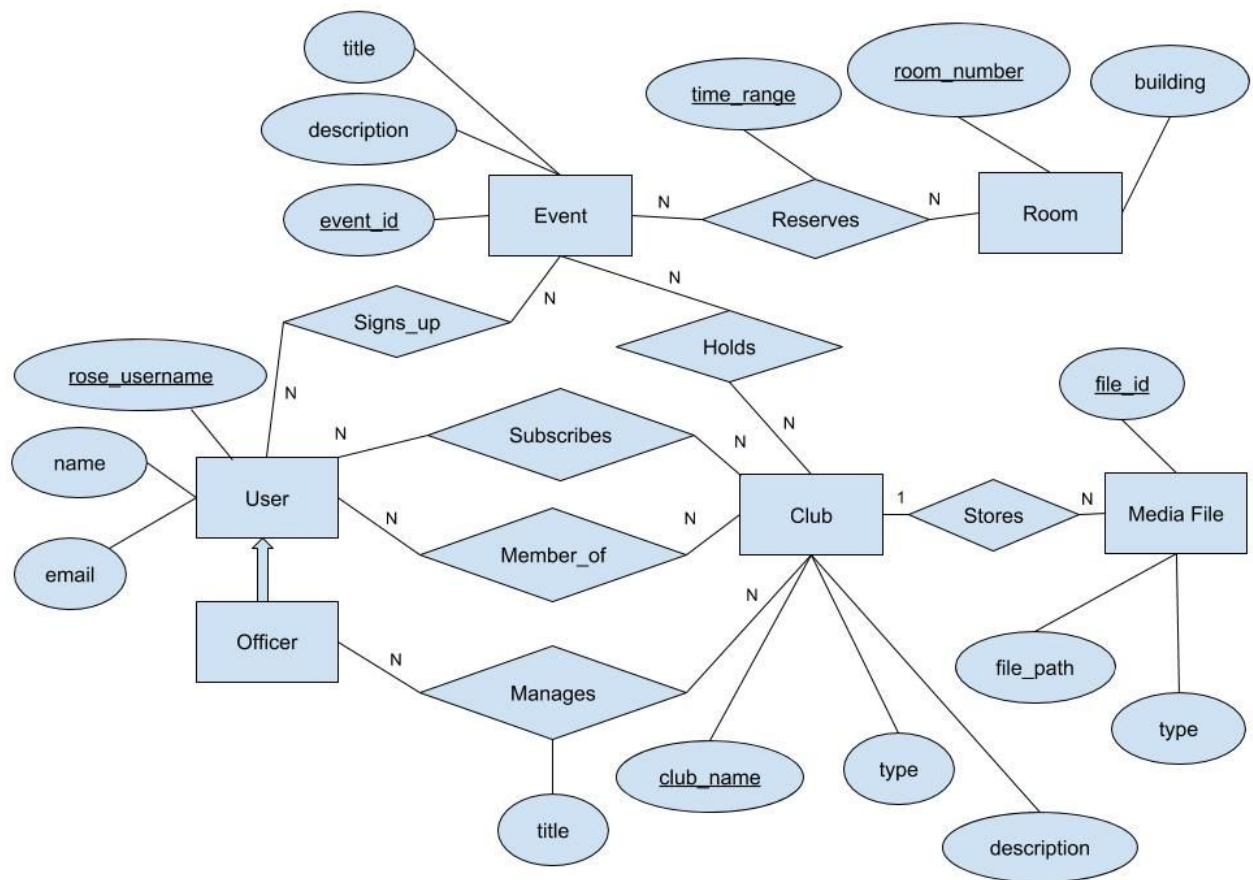 title
room_number
building
time_range
description
event_id
Event
N
Reserves
N
Room
N
N
Signs_up
N
Holds
rose_username
N
N
file_id
N
Subscribes
N
name
User
N
Member_of
N
Club
1
Stores
N
Media File
email
Officer
N
Manages
N
file_path
type
club_name
type
title
description